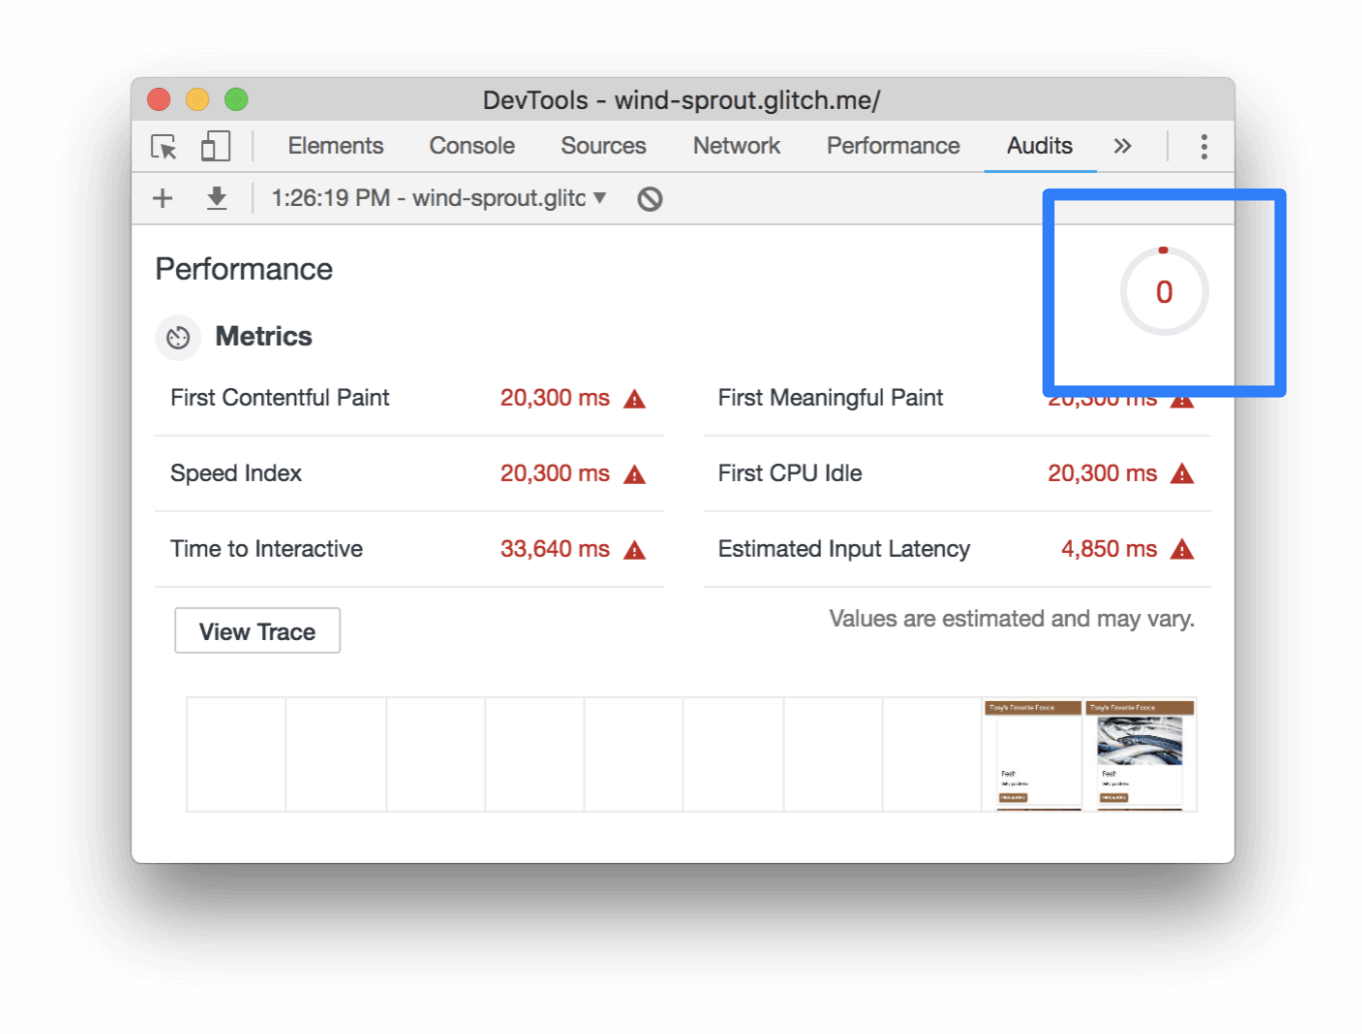 DevTools - wind-sprout.glitch.me/
Elements Console Sources Network Performance Audits »
1:26:19 PM - wind-sprout.glitc
Performance
0
Metrics
First Contentful Paint 20,300 ms
First Meaningful Paint 20,300 ms
Speed Index 20,300 ms
First CPU Idle 20,300 ms
Time to Interactive 33,640 ms
Estimated Input Latency 4,850 ms
View Trace
Values are estimated and may vary.
Tony's Favorite Foods
Tony's Favorite Foods